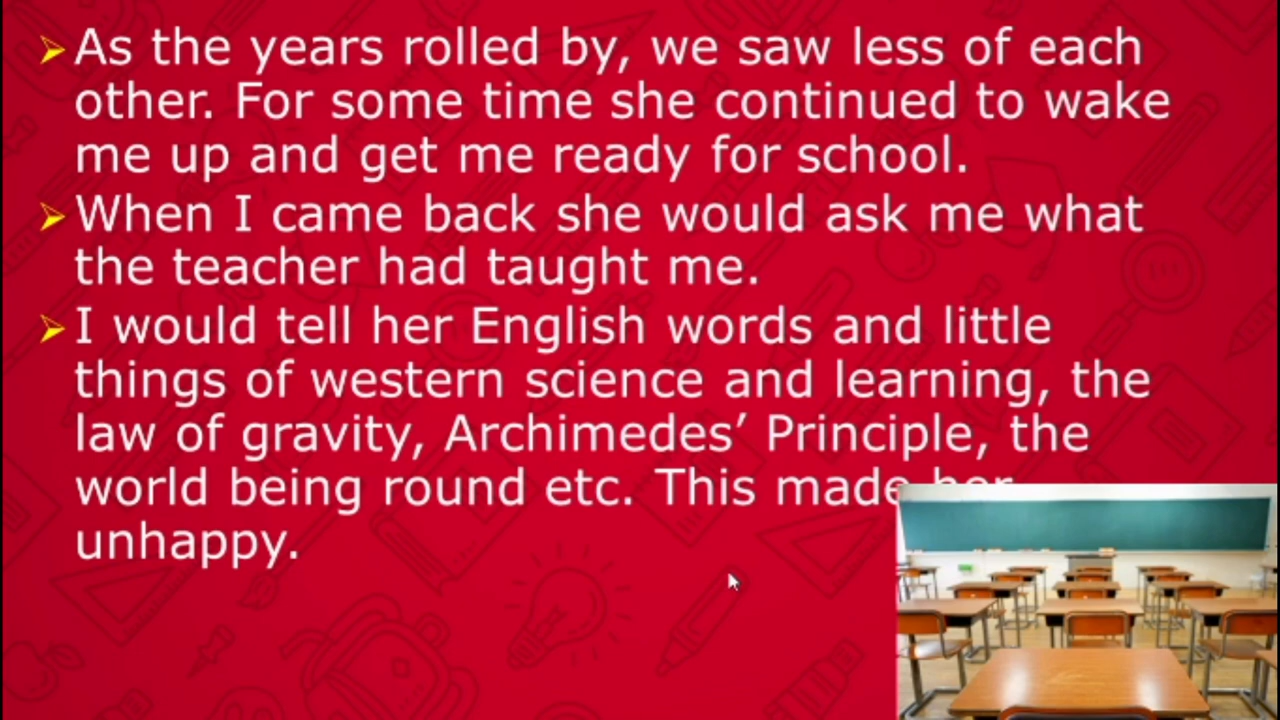 As the years rolled by, we saw less of each
other. For some time she continued to wake
me up and get me ready for school.
When I came back she would ask me what
the teacher had taught me.
I would tell her English words and little
things of western science and learning, the
law of gravity, Archimedes’ Principle, the
world being round etc. This made her
unhappy.